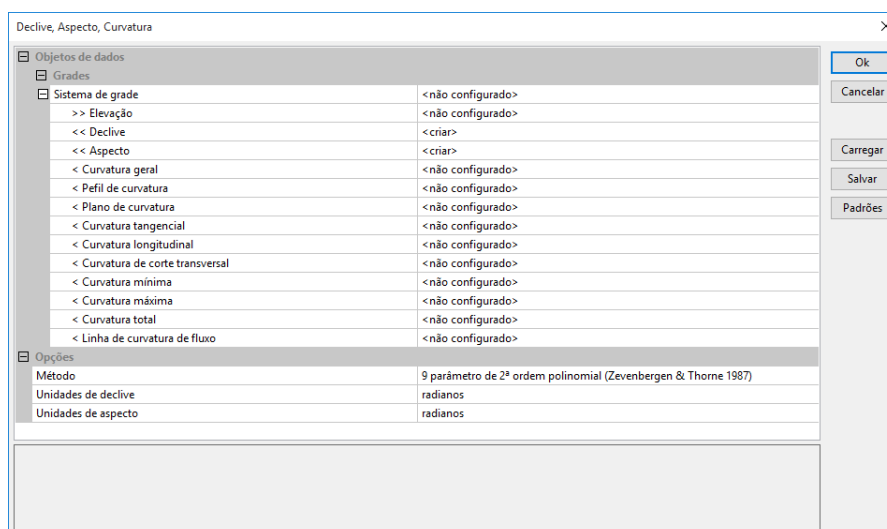 Declive, Aspecto, Curvatura
Objetos de dados
Grades
Sistema de grade <não configurado>
>> Elevação <não configurado>
<< Declive <criar>
<< Aspecto <criar>
< Curvatura geral <não configurado>
< Pefil de curvatura <não configurado>
< Plano de curvatura <não configurado>
< Curvatura tangencial <não configurado>
< Curvatura longitudinal <não configurado>
< Curvatura de corte transversal <não configurado>
< Curvatura mínima <não configurado>
< Curvatura máxima <não configurado>
< Curvatura total <não configurado>
< Linha de curvatura de fluxo <não configurado>
Opções
Método 9 parâmetro de 2ª ordem polinomial (Zevenbergen & Thorne 1987)
Unidades de declive radianos
Unidades de aspecto radianos
Ok
Cancelar
Carregar
Salvar
Padrões